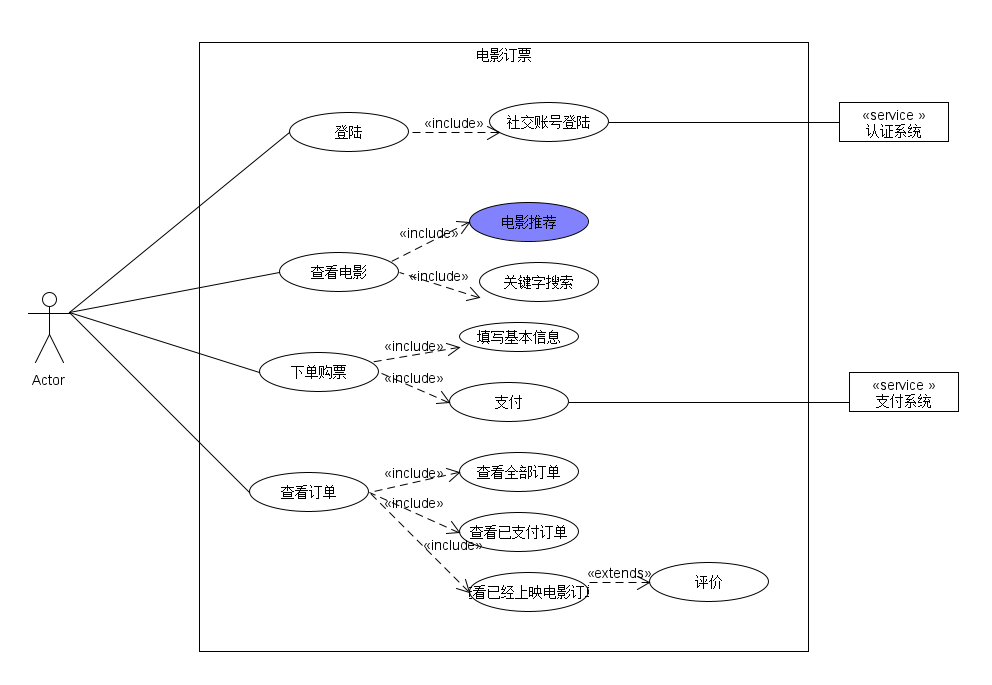 电影订票
登陆
«include»
社交账号登陆
«service »
认证系统
«include»
电影推荐
查看电影
«include»
关键字搜索
Actor
«include»
填写基本信息
下单购票
«include»
支付
«service »
支付系统
«include»
查看全部订单
查看订单
«include»
查看已支付订单
«include»
看已经上映电影订
«extends»
评价